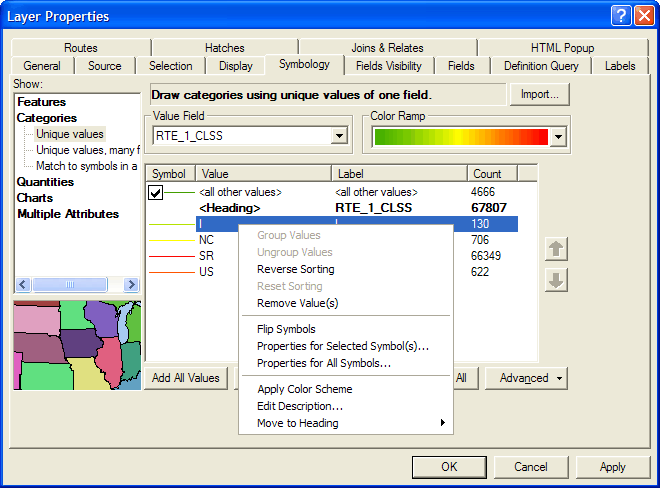 Layer Properties
Routes Hatches Joins & Relates HTML Popup
General Source Selection Display Symbology Fields Visibility Fields Definition Query Labels
Show:
Features
Categories
Unique values
Unique values, many f
Match to symbols in a
Quantities
Charts
Multiple Attributes
Draw categories using unique values of one field.
Import...
Value Field
RTE_1_CLSS
Color Ramp
Symbol Value Label Count
<all other values> <all other values> 4666
<Heading> RTE_1_CLSS 67807
I I 130
NC 706
SR 66349
US 622
Group Values
Ungroup Values
Reverse Sorting
Reset Sorting
Remove Value(s)
Flip Symbols
Properties for Selected Symbol(s)...
Properties for All Symbols...
Apply Color Scheme
Edit Description...
Move to Heading
Add All Values All Advanced
OK Cancel Apply